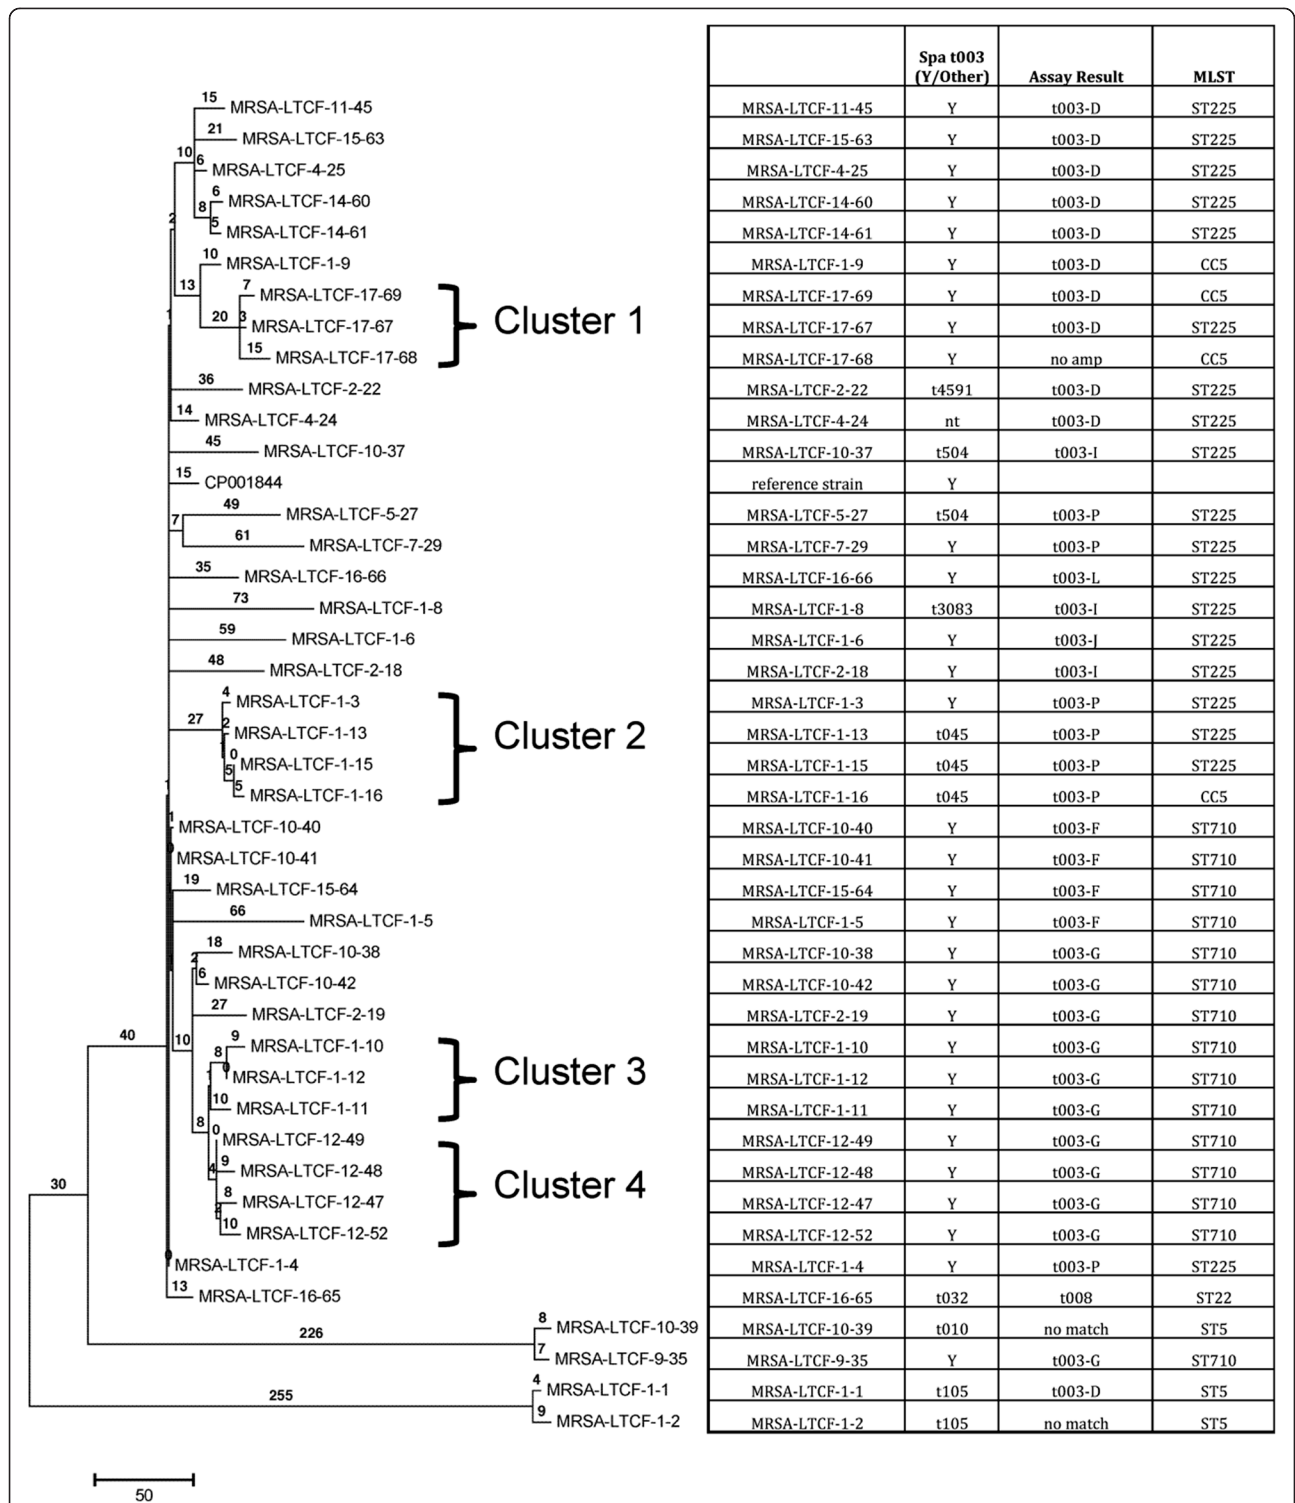 Spa t003
(Y/Other) Assay Result MLST
15 MRSA-LTCF-11-45 MRSA-LTCF-11-45 Y t003-D ST225
21 MRSA-LTCF-15-63 MRSA-LTCF-15-63 Y t003-D ST225
10 6 MRSA-LTCF-4-25 MRSA-LTCF-4-25 Y t003-D ST225
6 MRSA-LTCF-14-60 MRSA-LTCF-14-60 Y t003-D ST225
2 8 5 MRSA-LTCF-14-61 MRSA-LTCF-14-61 Y t003-D ST225
10 MRSA-LTCF-1-9 MRSA-LTCF-1-9 Y t003-D CC5
13 7 MRSA-LTCF-17-69 MRSA-LTCF-17-69 Y t003-D CC5
Cluster 1
1 20 3 MRSA-LTCF-17-67 MRSA-LTCF-17-67 Y t003-D ST225
15 MRSA-LTCF-17-68 MRSA-LTCF-17-68 Y no amp CC5
36 MRSA-LTCF-2-22 MRSA-LTCF-2-22 t4591 t003-D ST225
14 MRSA-LTCF-4-24 MRSA-LTCF-4-24 nt t003-D ST225
45 MRSA-LTCF-10-37 MRSA-LTCF-10-37 t504 t003-I ST225
15 CP001844 reference strain Y
49 MRSA-LTCF-5-27 MRSA-LTCF-5-27 t504 t003-P ST225
7 61 MRSA-LTCF-7-29 MRSA-LTCF-7-29 Y t003-P ST225
35 MRSA-LTCF-16-66 MRSA-LTCF-16-66 Y t003-L ST225
73 MRSA-LTCF-1-8 MRSA-LTCF-1-8 t3083 t003-I ST225
59 MRSA-LTCF-1-6 MRSA-LTCF-1-6 Y t003-J ST225
48 MRSA-LTCF-2-18 MRSA-LTCF-2-18 Y t003-I ST225
4 MRSA-LTCF-1-3 MRSA-LTCF-1-3 Y t003-P ST225
27 2 MRSA-LTCF-1-13 Cluster 2 MRSA-LTCF-1-13 t045 t003-P ST225
1 0 MRSA-LTCF-1-15 MRSA-LTCF-1-15 t045 t003-P ST225
1 5 5 MRSA-LTCF-1-16 MRSA-LTCF-1-16 t045 t003-P CC5
1 MRSA-LTCF-10-40 MRSA-LTCF-10-40 Y t003-F ST710
0 MRSA-LTCF-10-41 MRSA-LTCF-10-41 Y t003-F ST710
19 MRSA-LTCF-15-64 MRSA-LTCF-15-64 Y t003-F ST710
66 MRSA-LTCF-1-5 MRSA-LTCF-1-5 Y t003-F ST710
18 MRSA-LTCF-10-38 MRSA-LTCF-10-38 Y t003-G ST710
2 6 MRSA-LTCF-10-42 MRSA-LTCF-10-42 Y t003-G ST710
27 MRSA-LTCF-2-19 MRSA-LTCF-2-19 Y t003-G ST710
40 10 9 MRSA-LTCF-1-10 MRSA-LTCF-1-10 Y t003-G ST710
8 0 MRSA-LTCF-1-12 Cluster 3 MRSA-LTCF-1-12 Y t003-G ST710
1 10 MRSA-LTCF-1-11 MRSA-LTCF-1-11 Y t003-G ST710
8 0 MRSA-LTCF-12-49 MRSA-LTCF-12-49 Y t003-G ST710
4 9 MRSA-LTCF-12-48 MRSA-LTCF-12-48 Y t003-G ST710
Cluster 4
30 8 MRSA-LTCF-12-47 MRSA-LTCF-12-47 Y t003-G ST710
2 10 MRSA-LTCF-12-52 MRSA-LTCF-12-52 Y t003-G ST710
0 MRSA-LTCF-1-4 MRSA-LTCF-1-4 Y t003-P ST225
13 MRSA-LTCF-16-65 MRSA-LTCF-16-65 t032 t008 ST22
226 8 MRSA-LTCF-10-39 MRSA-LTCF-10-39 t010 no match ST5
7 MRSA-LTCF-9-35 MRSA-LTCF-9-35 Y t003-G ST710
255 4 MRSA-LTCF-1-1 MRSA-LTCF-1-1 t105 t003-D ST5
9 MRSA-LTCF-1-2 MRSA-LTCF-1-2 t105 no match ST5
50